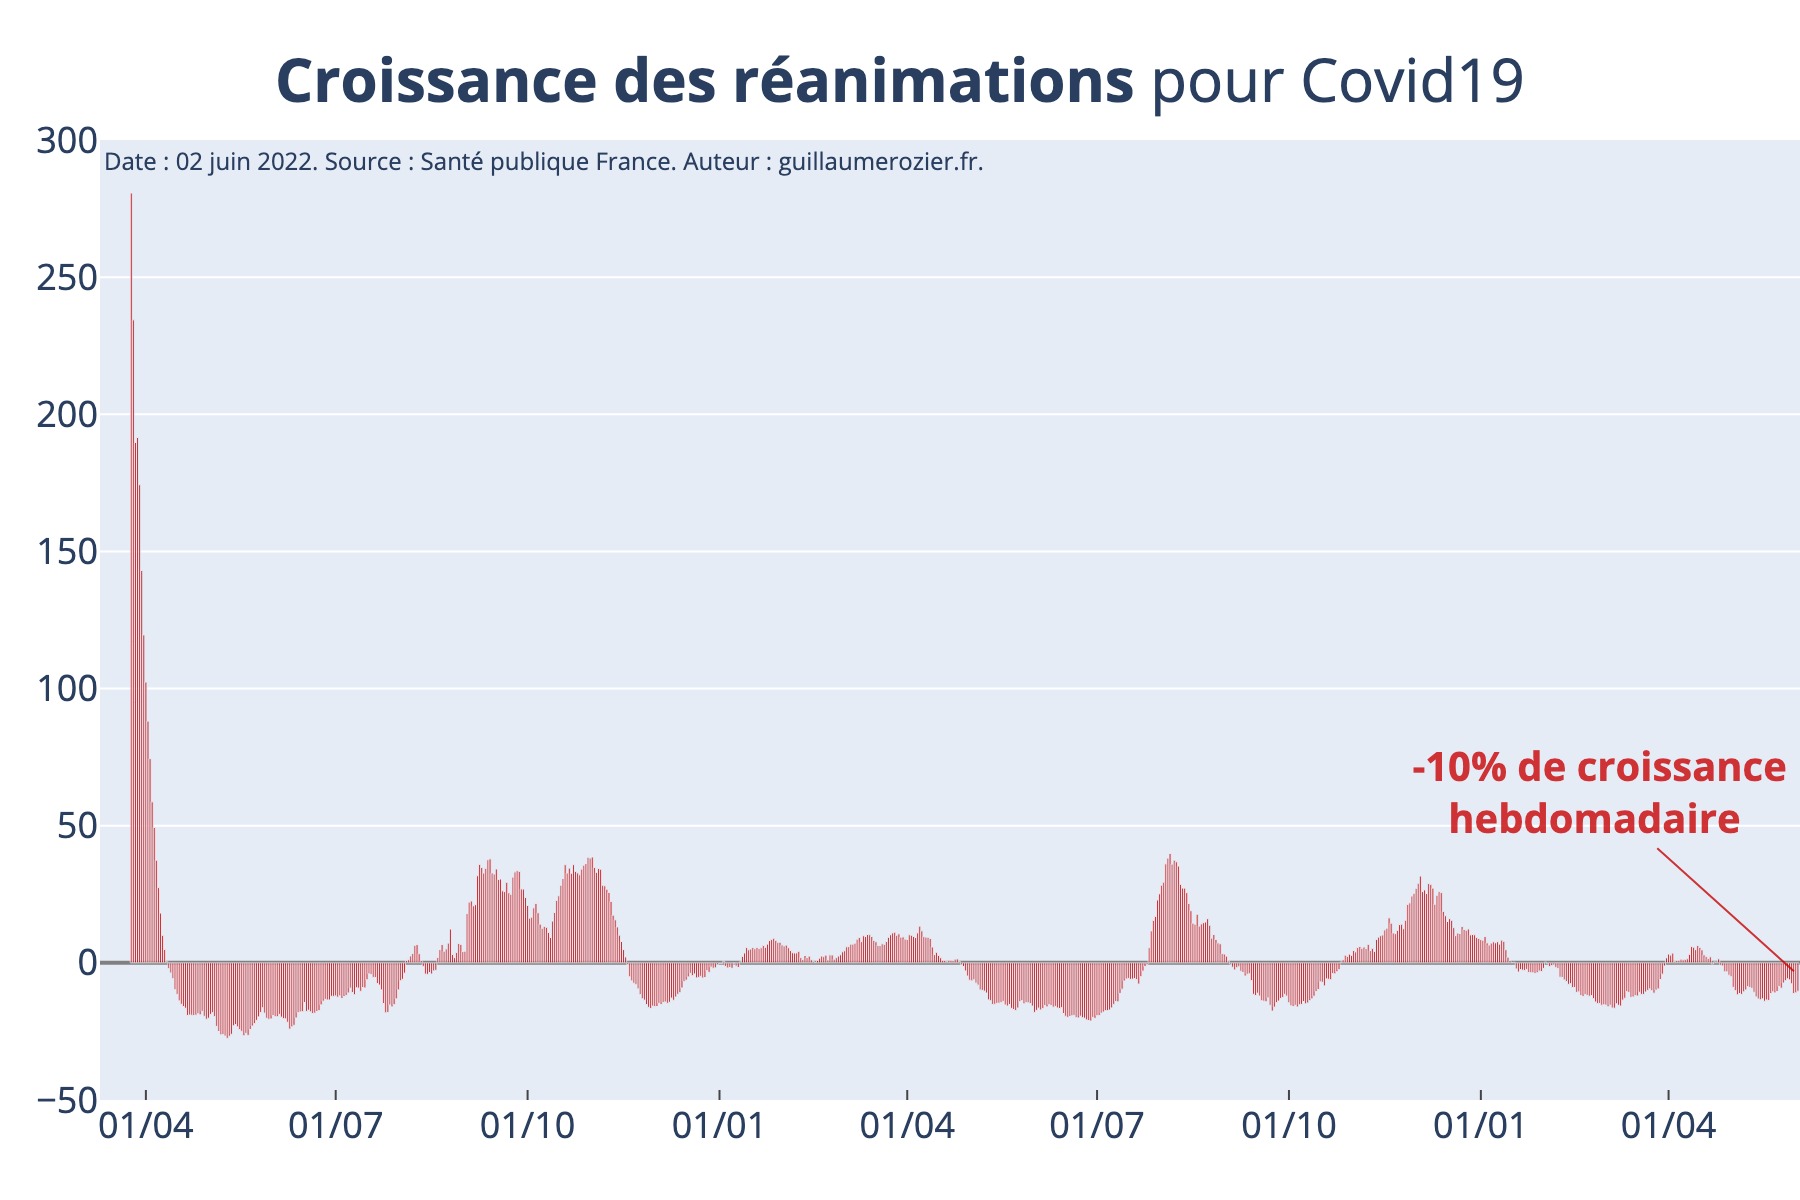 Croissance des réanimations pour Covid19
300
Date : 02 juin 2022. Source : Santé publique France. Auteur : guillaumerozier.fr.
250
200
150
100
-10% de croissance
hebdomadaire
50
0
−50
01/04 01/07 01/10 01/01 01/04 01/07 01/10 01/01 01/04